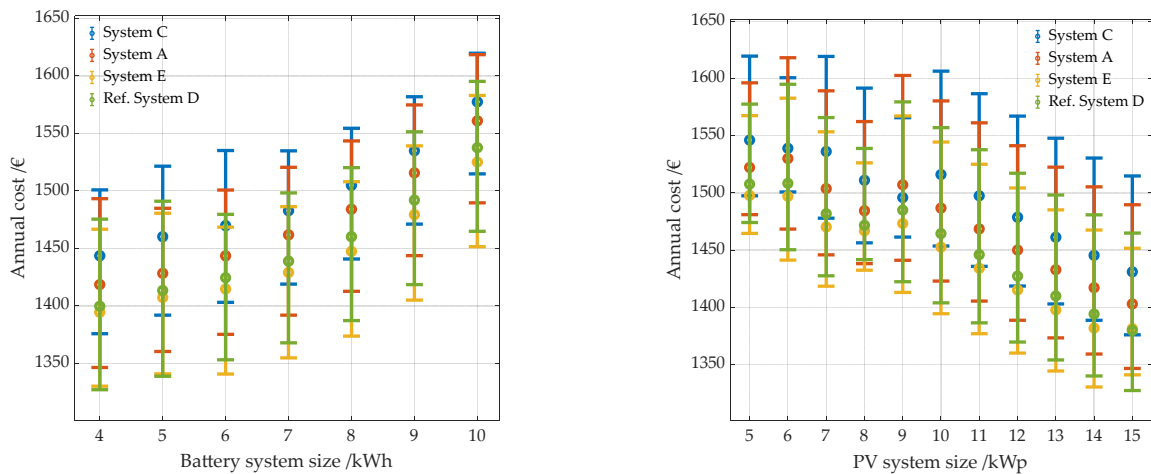 1650
1600
1550
1500
1450
1400
1350
Annual cost /€
System C
System A
System E
Ref. System D
4 5 6 7 8 9 10
Battery system size /kWh
1650
1600
1550
1500
1450
1400
1350
Annual cost /€
System C
System A
System E
Ref. System D
5 6 7 8 9 10 11 12 13 14 15
PV system size /kWp